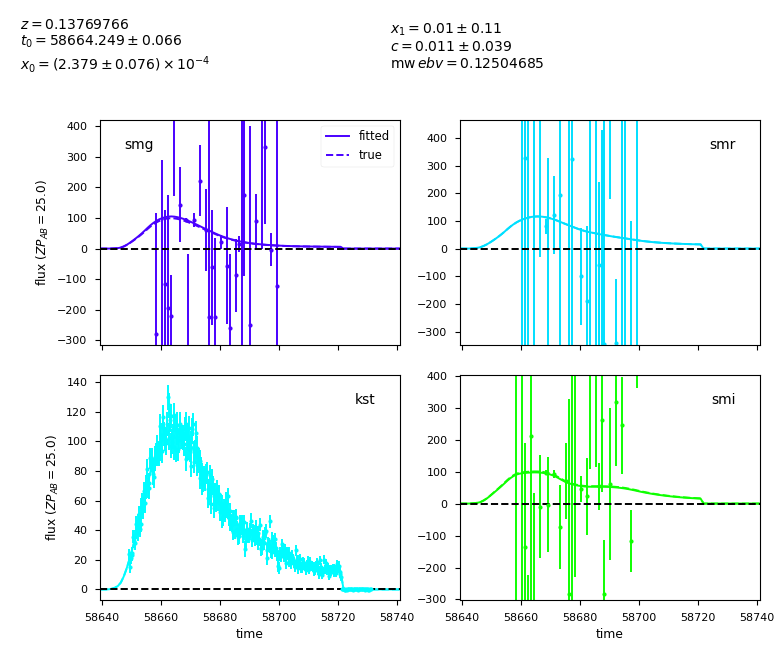 z = 0.13769766
t₀ = 58664.249 ± 0.066
x₀ = (2.379 ± 0.076) × 10⁻⁴
x₁ = 0.01 ± 0.11
c = 0.011 ± 0.039
mw ebv = 0.12504685
smg
fitted
true
flux (ZP_AB = 25.0)
400
300
200
100
0
−100
−200
−300
smr
400
300
200
100
0
−100
−200
−300
kst
flux (ZP_AB = 25.0)
140
120
100
80
60
40
20
0
58640 58660 58680 58700 58720 58740
time
smi
400
300
200
100
0
−100
−200
−300
58640 58660 58680 58700 58720 58740
time